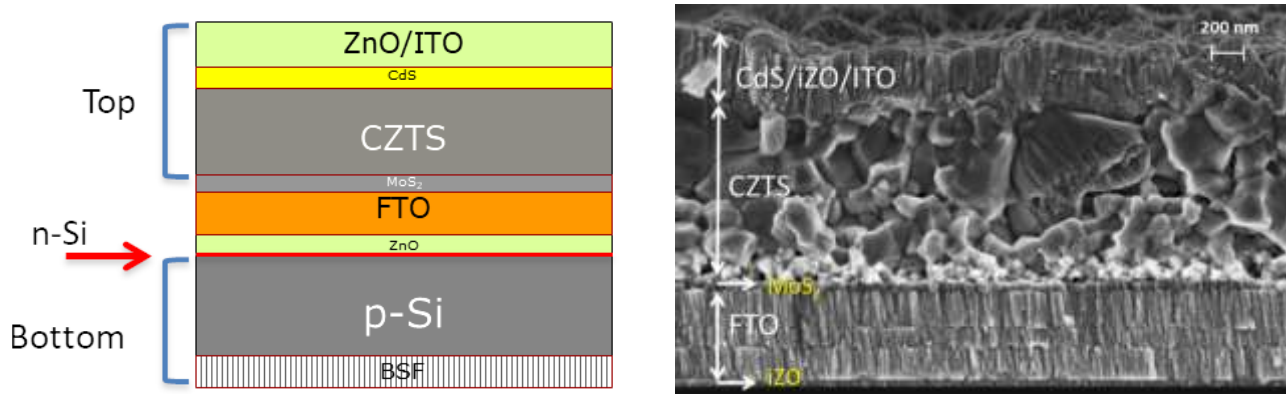 ZnO/ITO
CdS
Top
CZTS
MoS₂
FTO
n-Si
ZnO
p-Si
Bottom
BSF
200 nm
CdS/iZO/ITO
CZTS
MoS₂
FTO
iZO